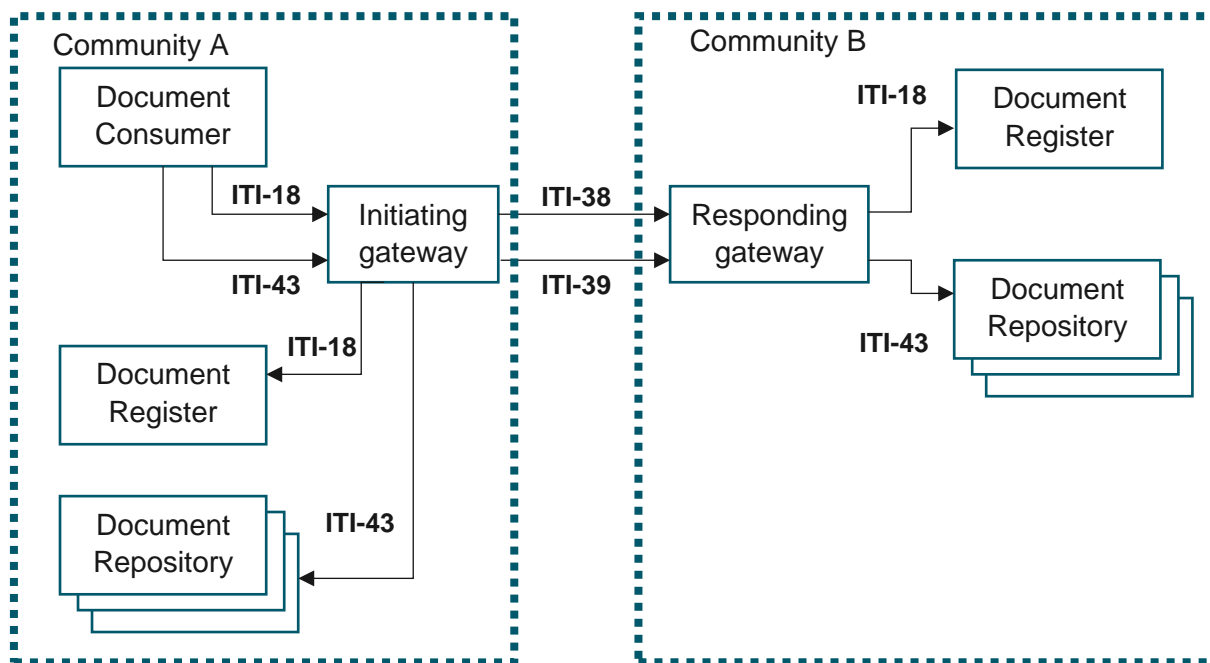 Community A
Document
Consumer
ITI-18
Initiating
gateway
ITI-43
ITI-18
Document
Register
Document
Repository
ITI-43
ITI-38
ITI-39
Community B
Responding
gateway
ITI-18
Document
Register
Document
Repository
ITI-43